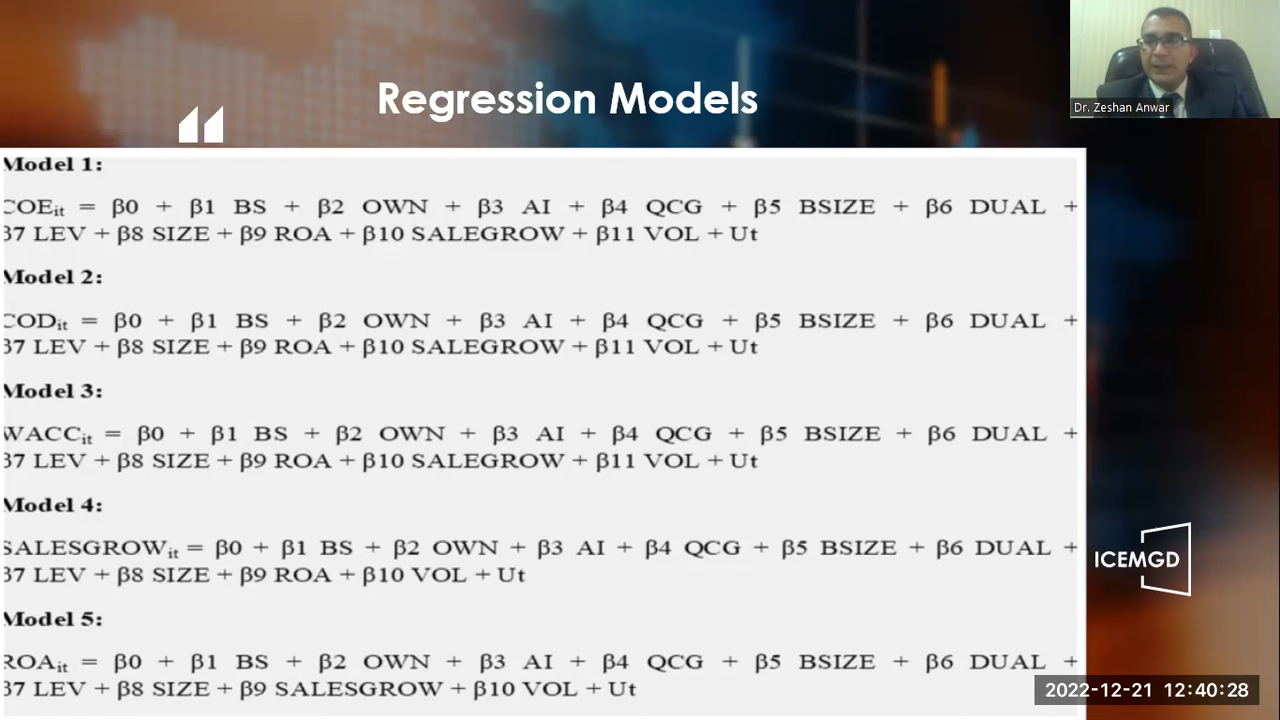 Regression Models
Dr. Zeshan Anwar
Model 1:
COEit = β0 + β1 BS + β2 OWN + β3 AI + β4 QCG + β5 BSIZE + β6 DUAL +
β7 LEV + β8 SIZE + β9 ROA + β10 SALEGROW + β11 VOL + Ut
Model 2:
CODit = β0 + β1 BS + β2 OWN + β3 AI + β4 QCG + β5 BSIZE + β6 DUAL +
β7 LEV + β8 SIZE + β9 ROA + β10 SALEGROW + β11 VOL + Ut
Model 3:
WACCit = β0 + β1 BS + β2 OWN + β3 AI + β4 QCG + β5 BSIZE + β6 DUAL +
β7 LEV + β8 SIZE + β9 ROA + β10 SALEGROW + β11 VOL + Ut
Model 4:
SALESGROWit = β0 + β1 BS + β2 OWN + β3 AI + β4 QCG + β5 BSIZE + β6 DUAL +
β7 LEV + β8 SIZE + β9 ROA + β10 VOL + Ut
ICEMGD
Model 5:
ROAit = β0 + β1 BS + β2 OWN + β3 AI + β4 QCG + β5 BSIZE + β6 DUAL +
β7 LEV + β8 SIZE + β9 SALESGROW + β10 VOL + Ut
2022-12-21 12:40:28